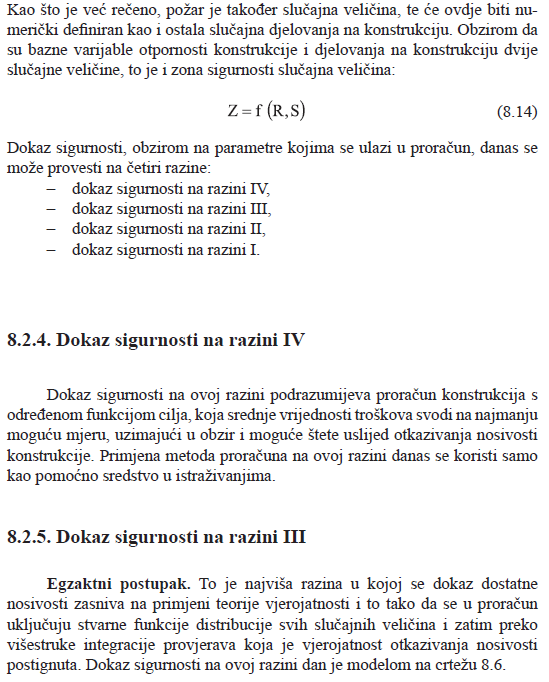 Kao što je već rečeno, požar je također slučajna veličina, te će ovdje biti nu-
merički definiran kao i ostala slučajna djelovanja na konstrukciju. Obzirom da
su bazne varijable otpornosti konstrukcije i djelovanja na konstrukciju dvije
slučajne veličine, to je i zona sigurnosti slučajna veličina:
Z = f (R, S) (8.14)
Dokaz sigurnosti, obzirom na parametre kojima se ulazi u proračun, danas se
može provesti na četiri razine:
– dokaz sigurnosti na razini IV,
– dokaz sigurnosti na razini III,
– dokaz sigurnosti na razini II,
– dokaz sigurnosti na razini I.
8.2.4. Dokaz sigurnosti na razini IV
Dokaz sigurnosti na ovoj razini podrazumijeva proračun konstrukcija s
određenom funkcijom cilja, koja srednje vrijednosti troškova svodi na najmanju
moguću mjeru, uzimajući u obzir i moguće štete uslijed otkazivanja nosivosti
konstrukcije. Primjena metoda proračuna na ovoj razini danas se koristi samo
kao pomoćno sredstvo u istraživanjima.
8.2.5. Dokaz sigurnosti na razini III
Egzaktni postupak. To je najviša razina u kojoj se dokaz dostatne
nosivosti zasniva na primjeni teorije vjerojatnosti i to tako da se u proračun
uključuju stvarne funkcije distribucije svih slučajnih veličina i zatim preko
višestruke integracije provjerava koja je vjerojatnost otkazivanja nosivosti
postignuta. Dokaz sigurnosti na ovoj razini dan je modelom na crtežu 8.6.